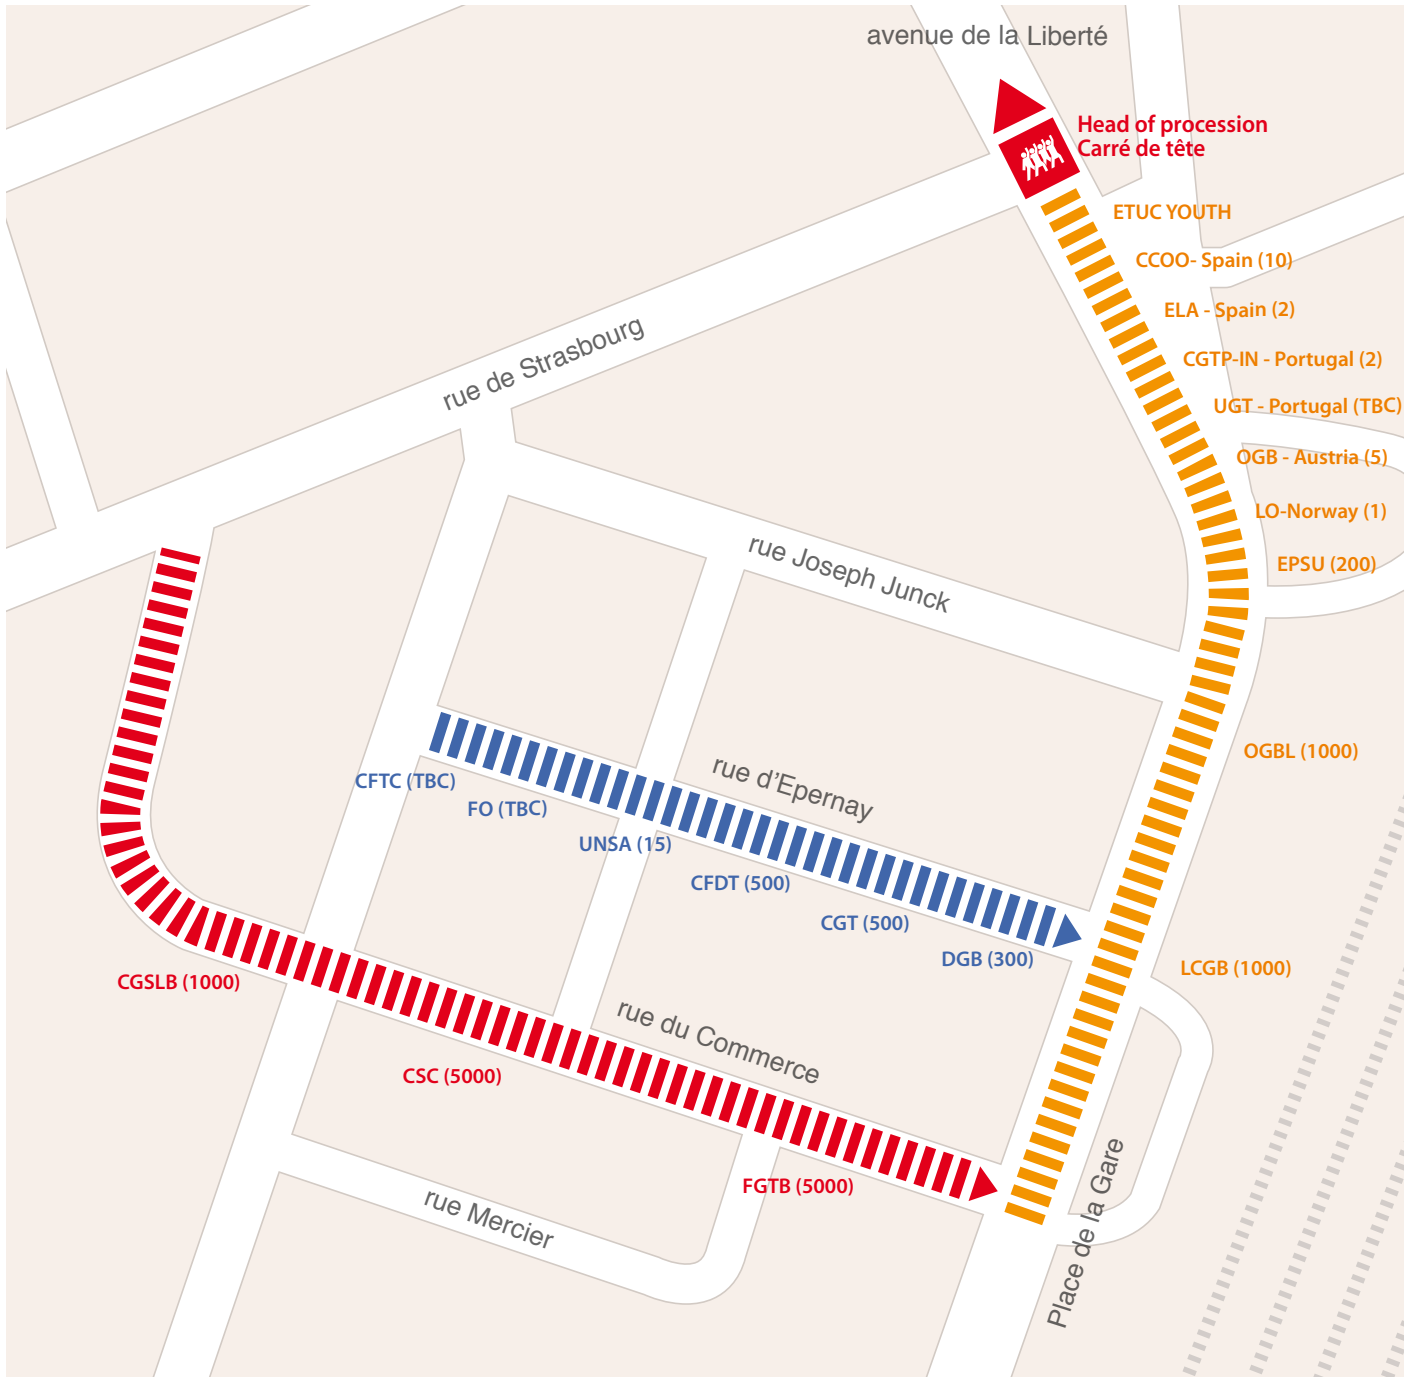 avenue de la Liberté
Head of procession
Carré de tête
ETUC YOUTH
CCOO- Spain (10)
ELA - Spain (2)
rue de Strasbourg
CGTP-IN - Portugal (2)
UGT - Portugal (TBC)
OGB - Austria (5)
LO-Norway (1)
EPSU (200)
rue Joseph Junck
OGBL (1000)
rue d'Epernay
CFTC (TBC)
FO (TBC)
UNSA (15)
CFDT (500)
CGT (500)
DGB (300)
LCGB (1000)
CGSLB (1000)
rue du Commerce
CSC (5000)
FGTB (5000)
rue Mercier
Place de la Gare